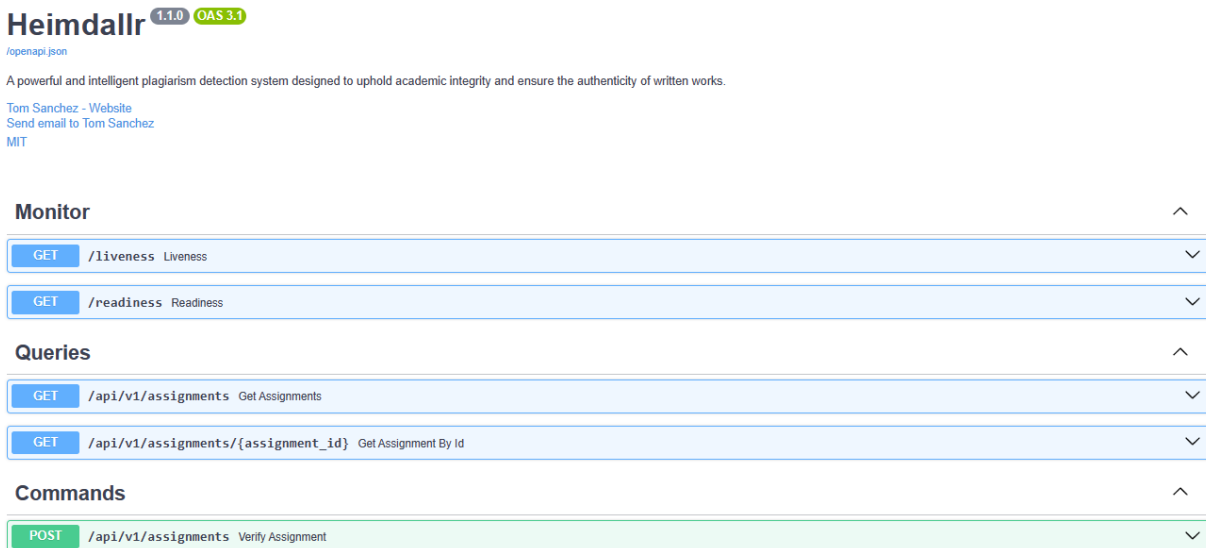 Heimdallr 1.1.0 OAS 3.1
/openapi.json
A powerful and intelligent plagiarism detection system designed to uphold academic integrity and ensure the authenticity of written works.
Tom Sanchez - Website
Send email to Tom Sanchez
MIT
Monitor
GET /liveness Liveness
GET /readiness Readiness
Queries
GET /api/v1/assignments Get Assignments
GET /api/v1/assignments/{assignment_id} Get Assignment By Id
Commands
POST /api/v1/assignments Verify Assignment